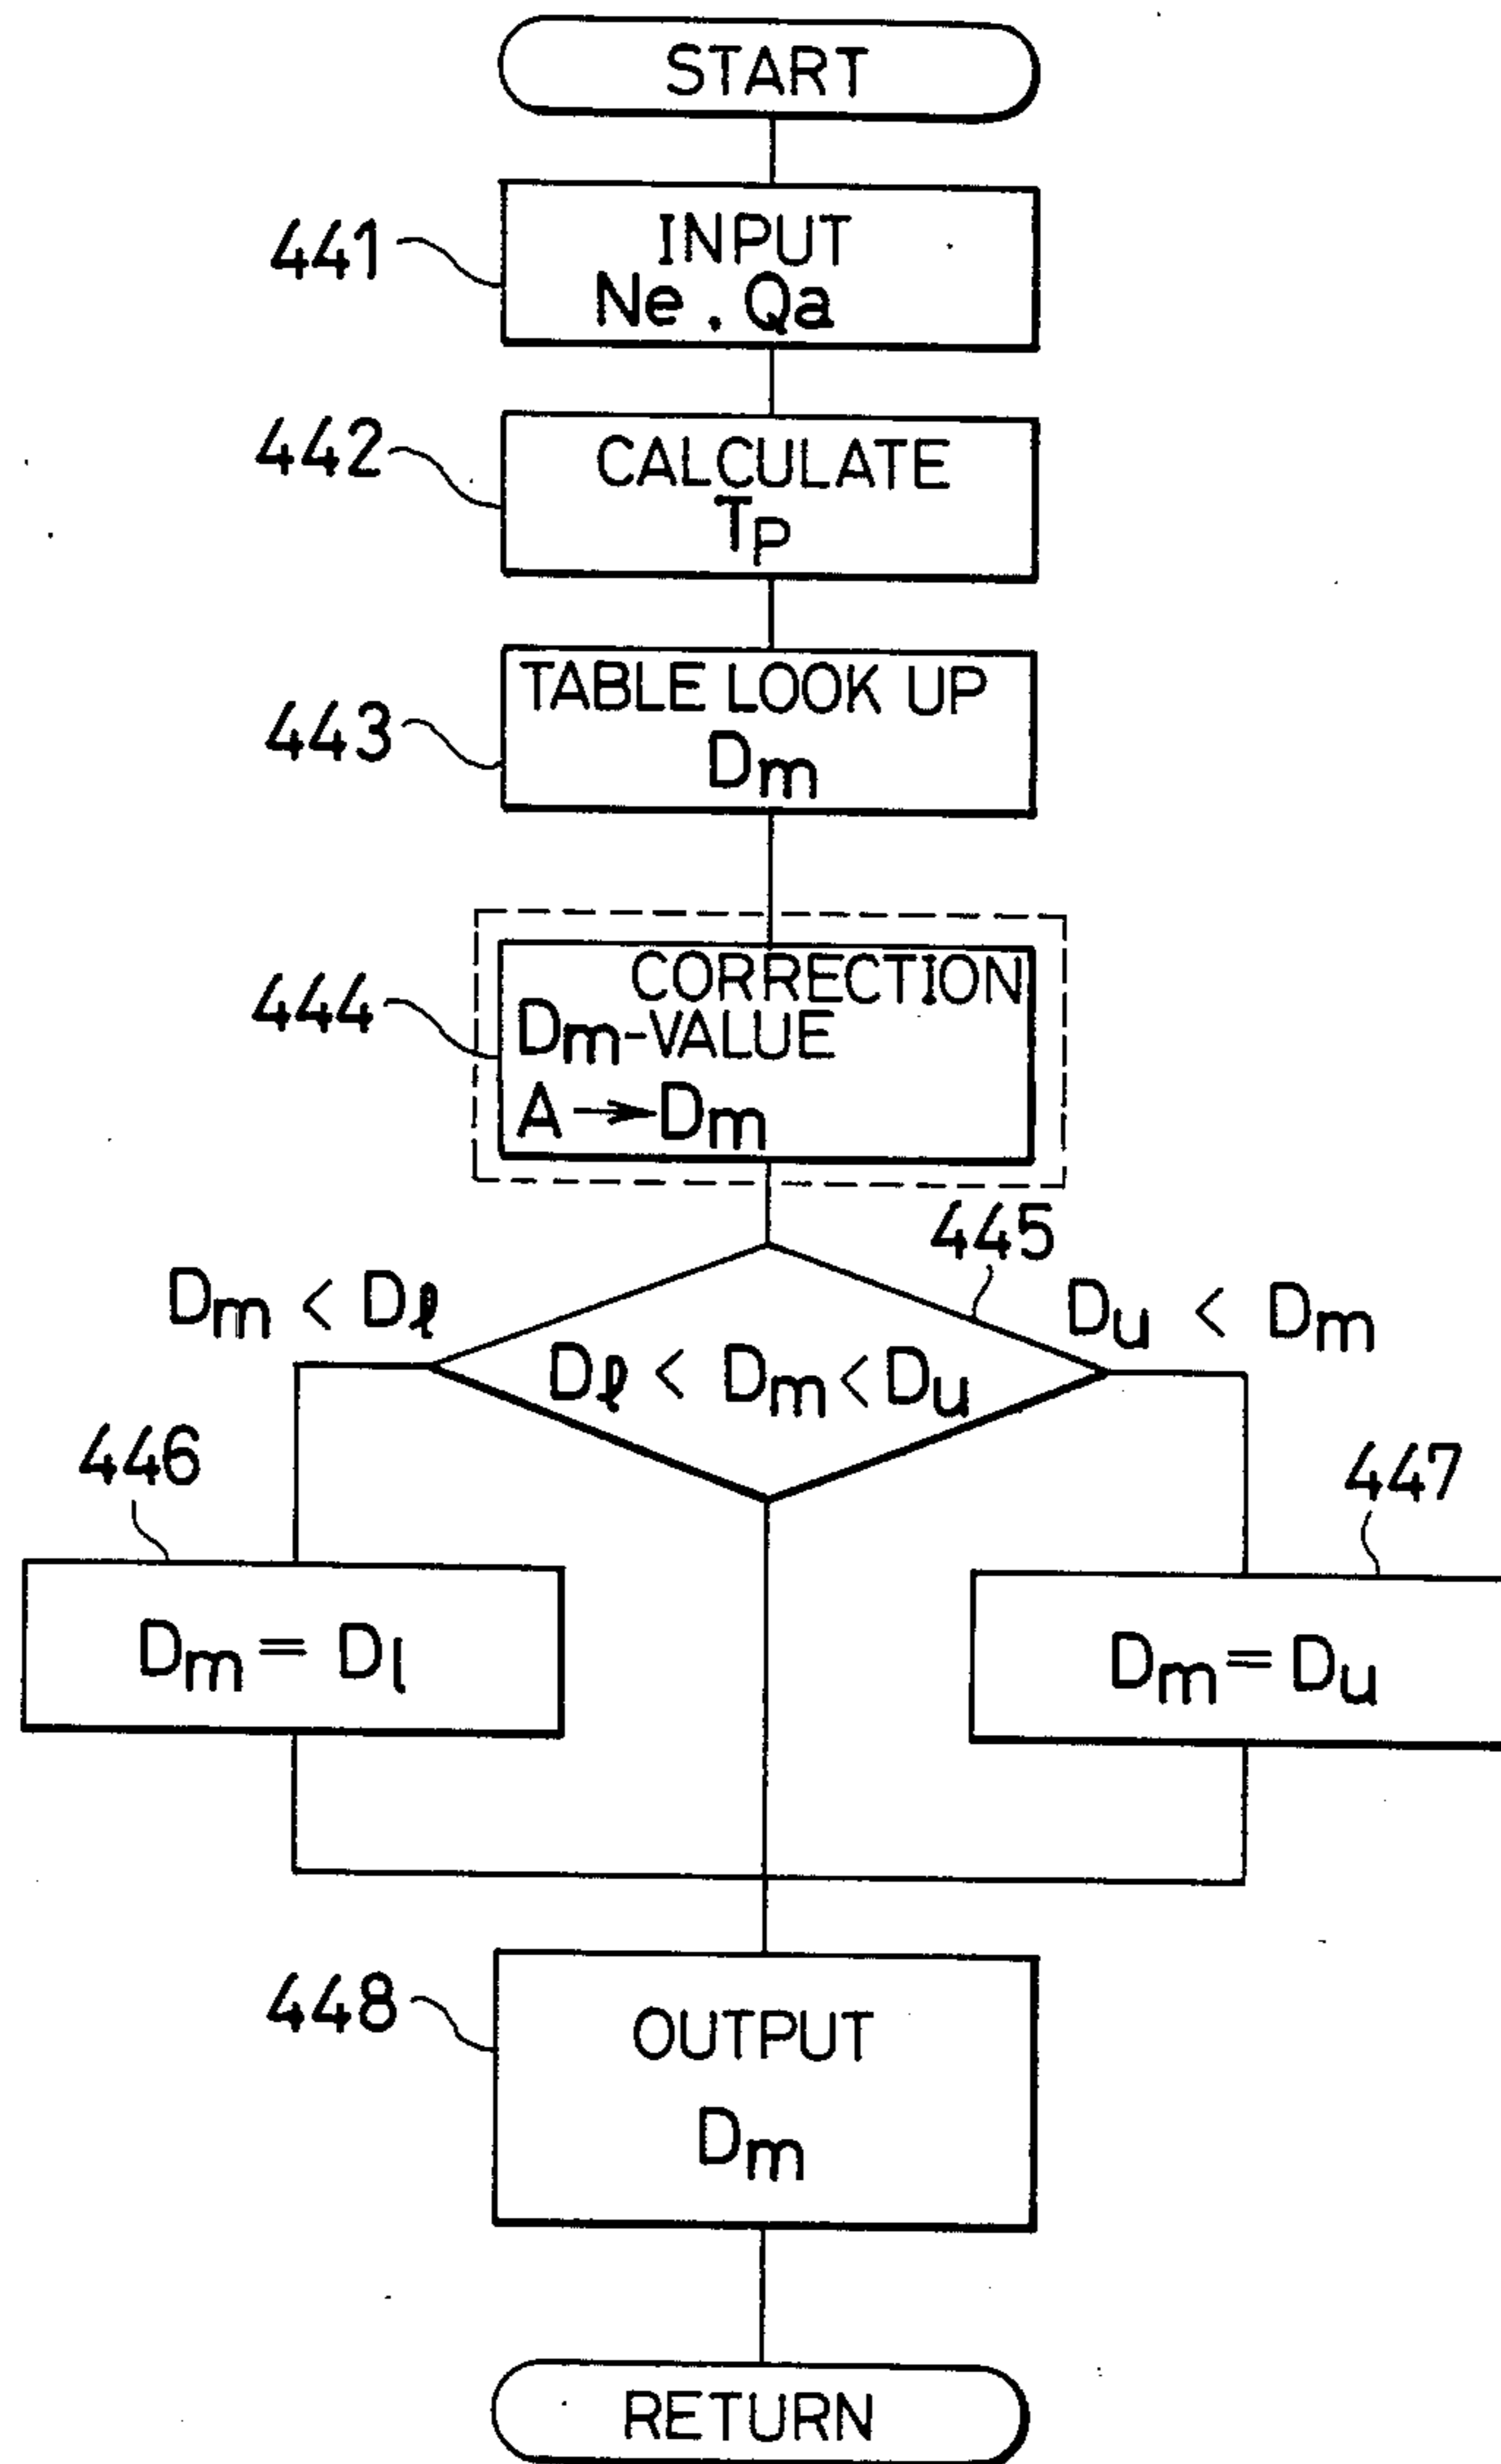 START
441
INPUT
Ne . Qa
442
CALCULATE
TP
443
TABLE LOOK UP
Dm
444
CORRECTION
Dm-VALUE
A → Dm
445
Dm < Dℓ
Dℓ < Dm < Du
Du < Dm
446
Dm = Dl
447
Dm = Du
448
OUTPUT
Dm
RETURN